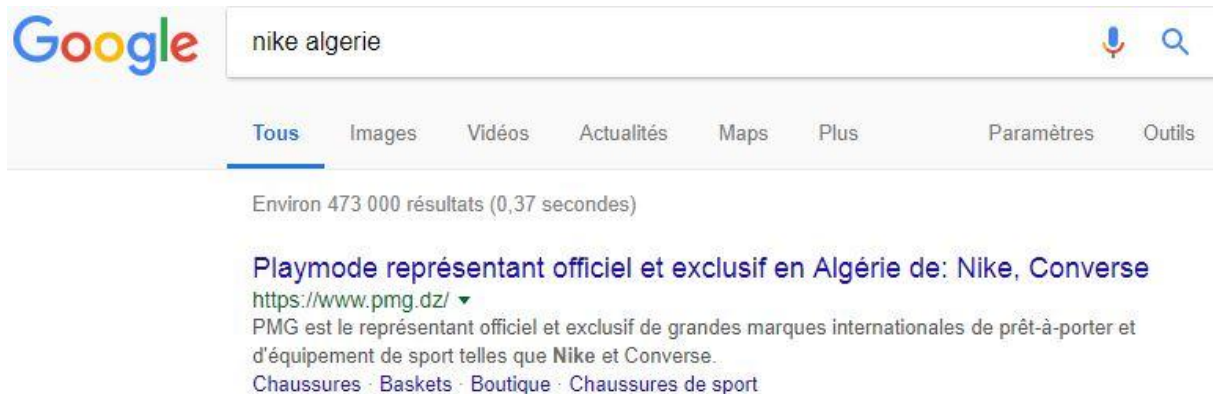 Google nike algerie
Tous Images Vidéos Actualités Maps Plus Paramètres Outils
Environ 473 000 résultats (0,37 secondes)
Playmode représentant officiel et exclusif en Algérie de: Nike, Converse
https://www.pmg.dz/
PMG est le représentant officiel et exclusif de grandes marques internationales de prêt-à-porter et
d'équipement de sport telles que Nike et Converse.
Chaussures · Baskets · Boutique · Chaussures de sport